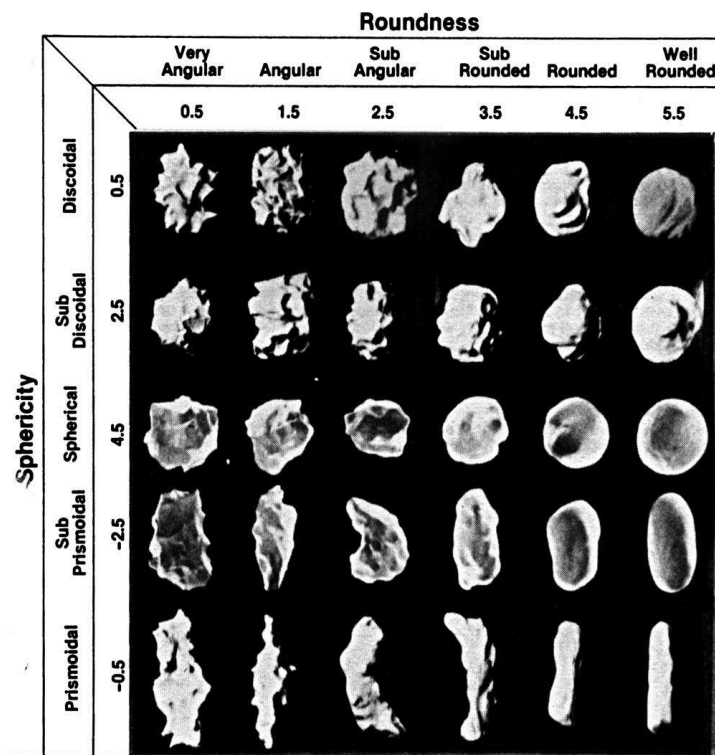 Roundness
Very Angular
Angular
Sub Angular
Sub Rounded
Rounded
Well Rounded
0.5
1.5
2.5
3.5
4.5
5.5
Sphericity
Discoidal
0.5
Sub Discoidal
2.5
Spherical
4.5
Sub Prismoidal
-2.5
Prismoidal
-0.5